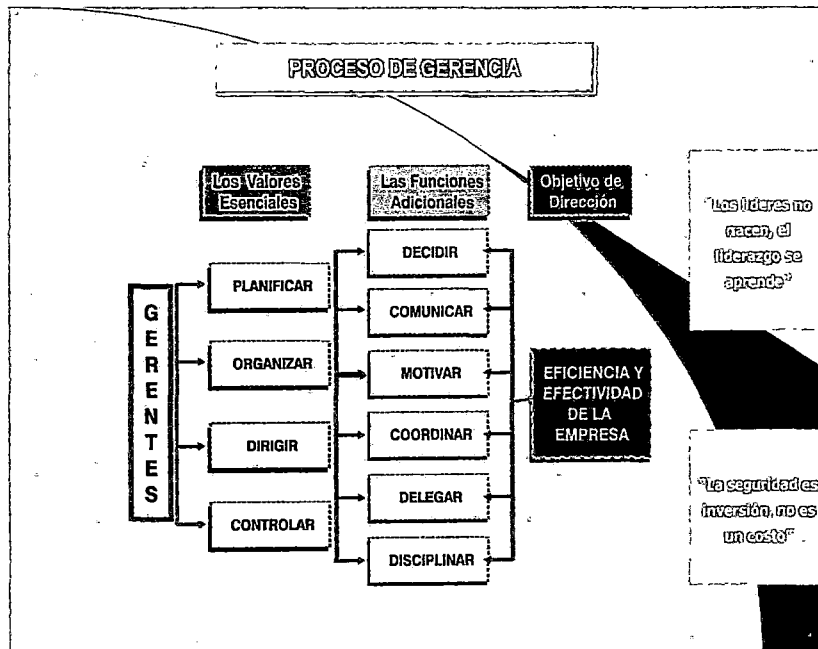 PROCESO DE GERENCIA
Los Valores
Esenciales
Las Funciones
Adicionales
Objetivo de
Dirección
GERENTES
PLANIFICAR
ORGANIZAR
DIRIGIR
CONTROLAR
DECIDIR
COMUNICAR
MOTIVAR
COORDINAR
DELEGAR
DISCIPLINAR
EFICIENCIA Y
EFECTIVIDAD
DE LA
EMPRESA
"Los lideres no
nacen, el
liderazgo se
aprende"
"La seguridad es
inversión, no es
un costo"